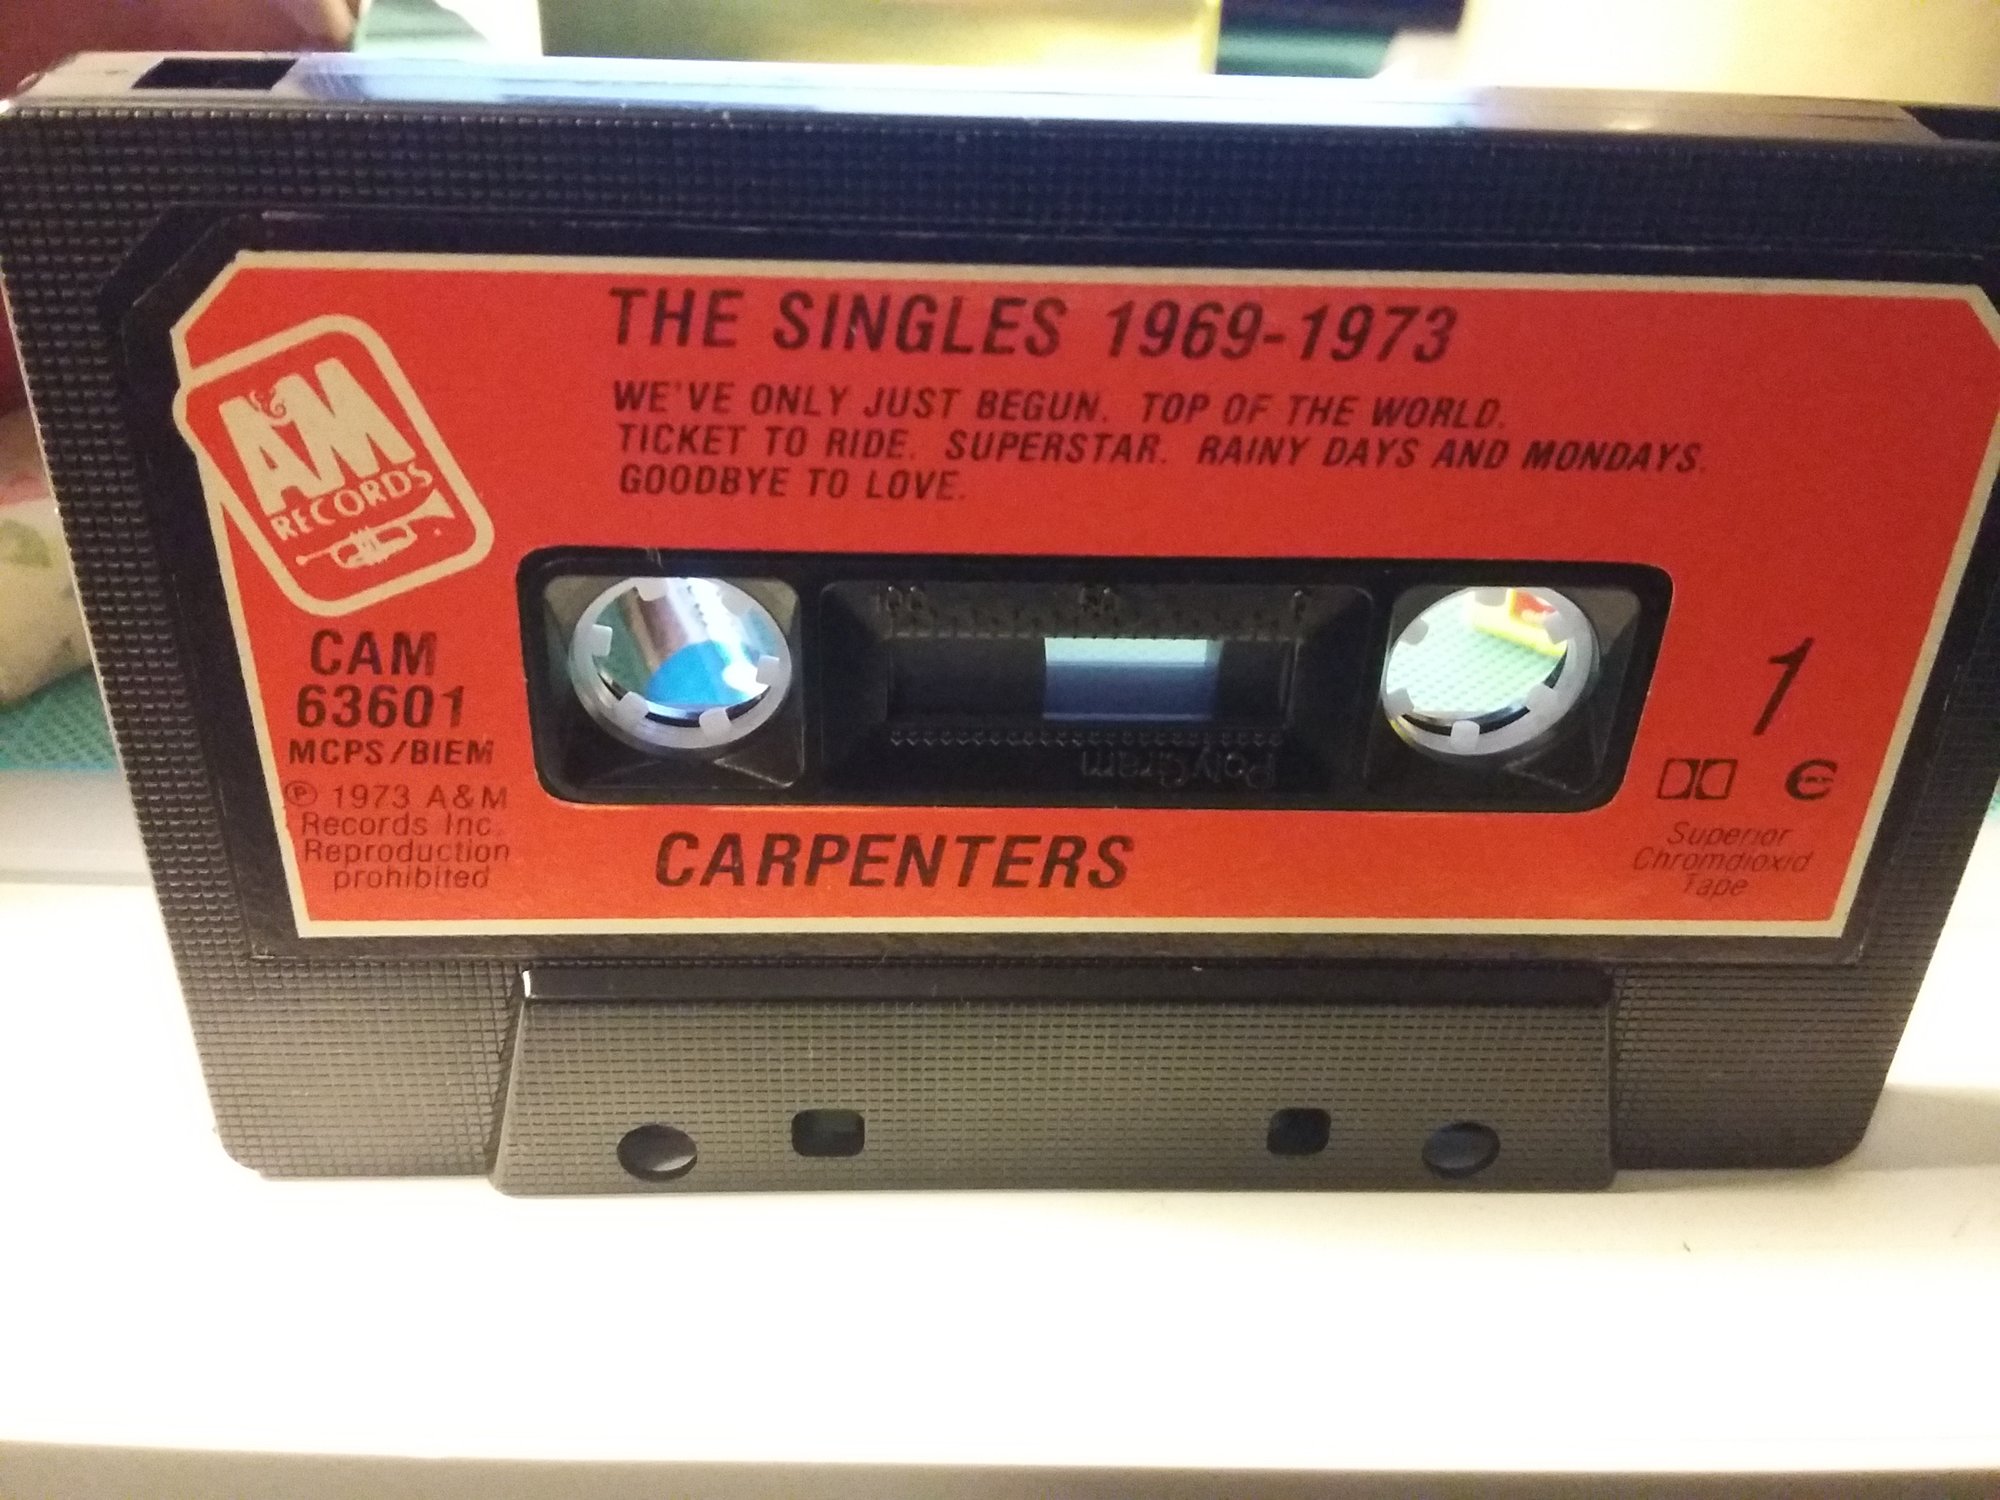 THE SINGLES 1969-1973
WE'VE ONLY JUST BEGUN. TOP OF THE WORLD.
TICKET TO RIDE. SUPERSTAR. RAINY DAYS AND MONDAYS.
GOODBYE TO LOVE.
A&M
RECORDS
CAM
63601
MCPS/BIEM
℗ 1973 A&M
Records Inc.
Reproduction
prohibited
PolyGram
1
Superior
Chromdioxid
Tape
CARPENTERS